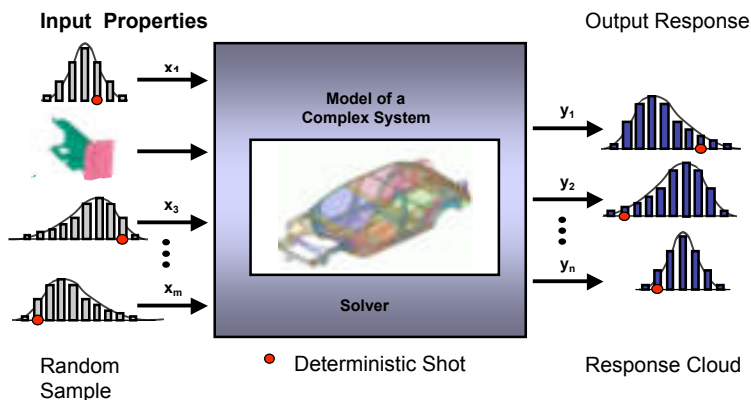 Input Properties
Output Response
x₁
Model of a
Complex System
y₁
x₃
y₂
xₘ
yₙ
Solver
Random
Sample
Deterministic Shot
Response Cloud